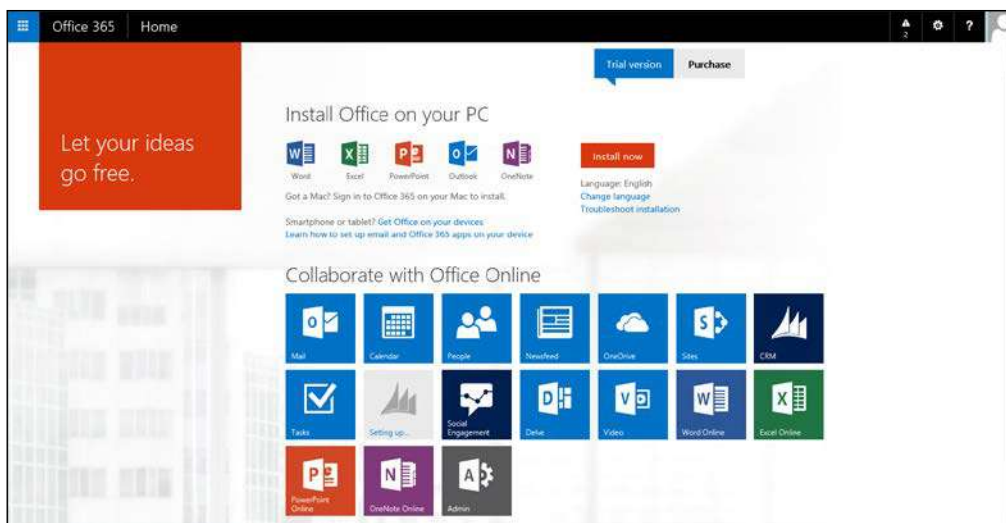 Office 365 Home
2 ?
Let your ideas
go free.
Trial version Purchase
Install Office on your PC
Word Excel PowerPoint Outlook OneNote
Install now
Got a Mac? Sign in to Office 365 on your Mac to install.
Language: English
Change language
Troubleshoot installation
Smartphone or tablet? Get Office on your devices
Learn how to set up email and Office 365 apps on your device
Collaborate with Office Online
Mail Calendar People Newsfeed OneDrive Sites CRM
Tasks Setting up... Social Engagement Delve Video Word Online Excel Online
PowerPoint Online OneNote Online Admin